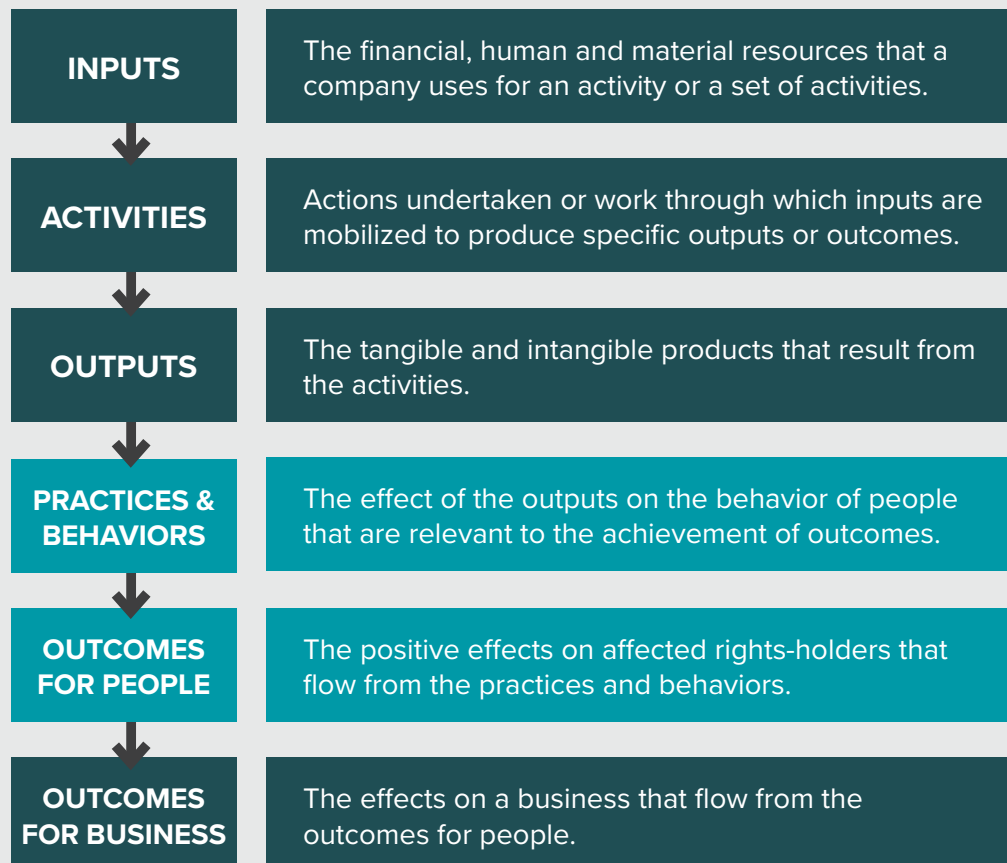 INPUTS
The financial, human and material resources that a
company uses for an activity or a set of activities.
ACTIVITIES
Actions undertaken or work through which inputs are
mobilized to produce specific outputs or outcomes.
OUTPUTS
The tangible and intangible products that result from
the activities.
PRACTICES &
BEHAVIORS
The effect of the outputs on the behavior of people
that are relevant to the achievement of outcomes.
OUTCOMES
FOR PEOPLE
The positive effects on affected rights-holders that
flow from the practices and behaviors.
OUTCOMES
FOR BUSINESS
The effects on a business that flow from the
outcomes for people.